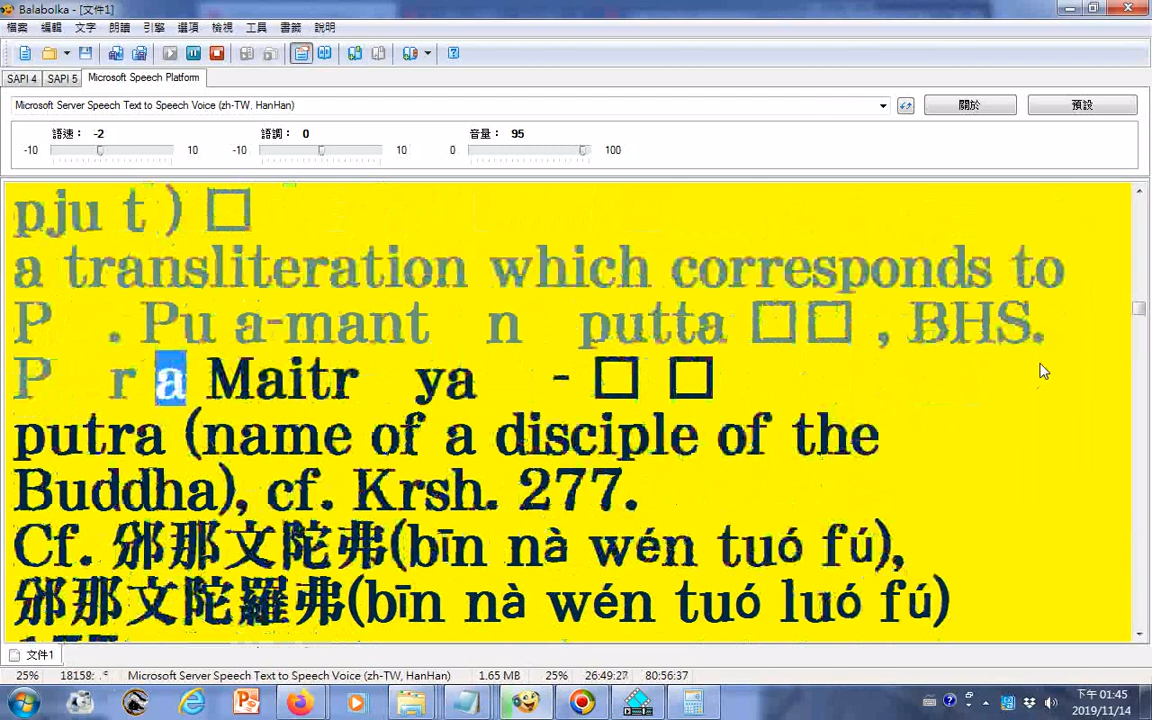 Balabolka - [文件1]
檔案 編輯 文字 朗讀 引擎 選項 檢視 工具 書籤 說明
SAPI 4 SAPI 5 Microsoft Speech Platform
Microsoft Server Speech Text to Speech Voice (zh-TW, HanHan) 關於 預設
語速： -2 語調： 0 音量： 95
-10 10 -10 10 0 100
pju t ) □
a transliteration which corresponds to
P . Pu a-mant n putta □□ , BHS.
P r a Maitr ya - □ □
putra (name of a disciple of the
Buddha), cf. Krsh. 277.
Cf. 邠那文陀弗(bīn nà wén tuó fú),
邠那文陀羅弗(bīn nà wén tuó luó fú)
文件1
25% Microsoft Server Speech Text to Speech Voice (zh-TW, HanHan) 1.65 MB 25% 26:49:27 80:56:37
下午 01:45
2019/11/14